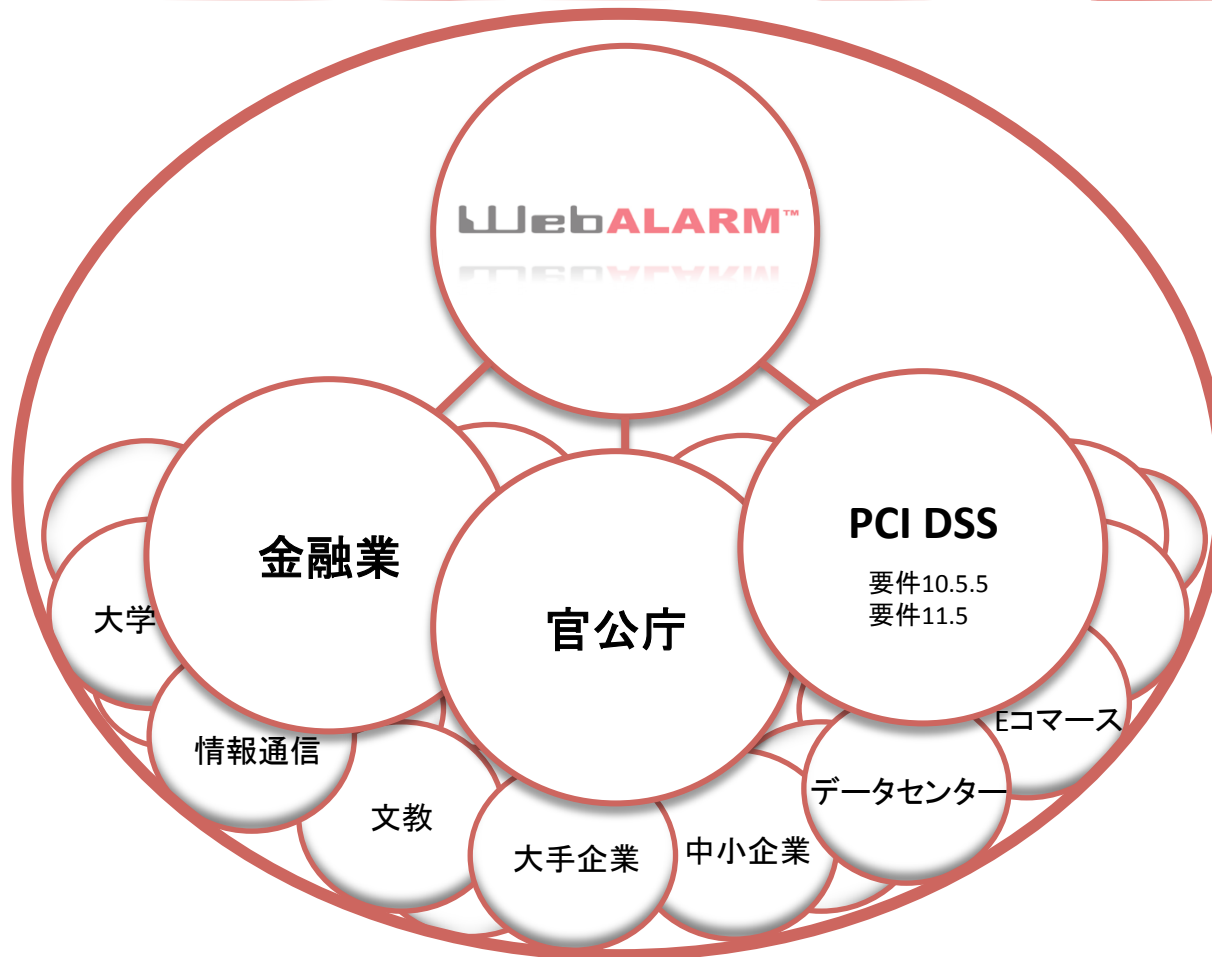 WebALARM™
金融業
官公庁
PCI DSS
要件10.5.5
要件11.5
大学
情報通信
文教
大手企業
中小企業
データセンター
Eコマース